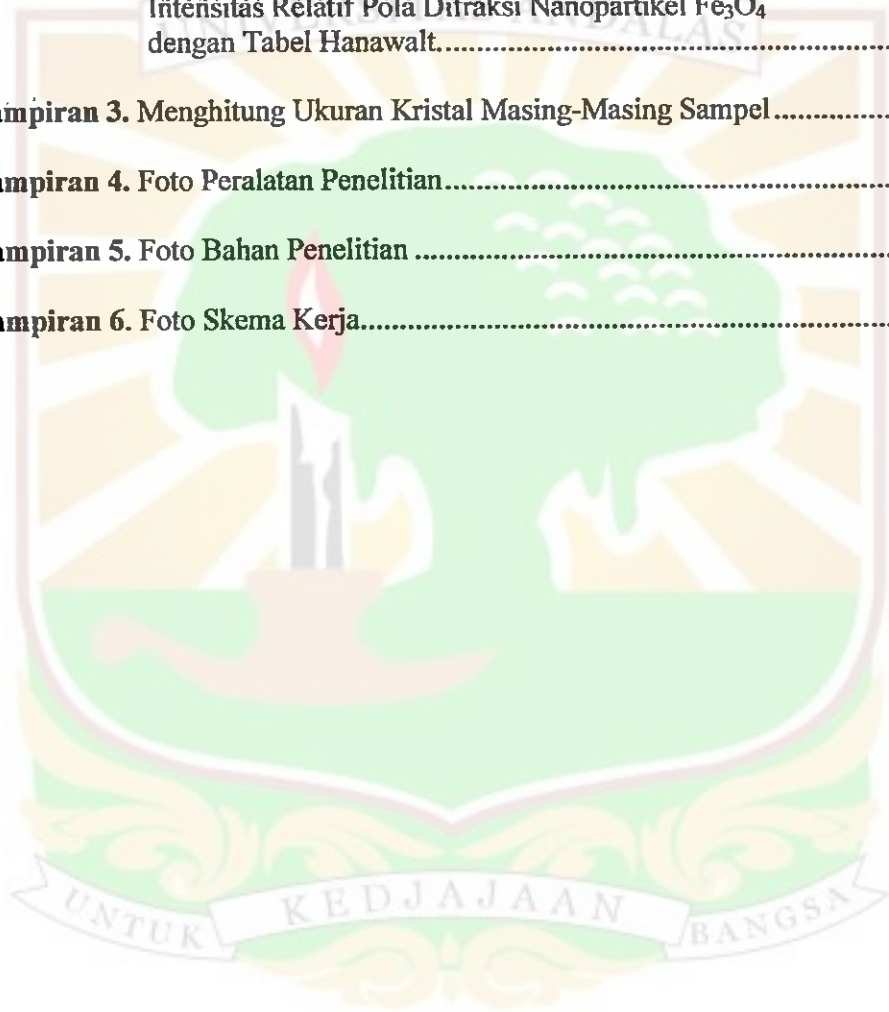 Intensitas Relatif Pola Difraksi Nanopartikel Fe₃O₄
dengan Tabel Hanawalt................................................................
mpiran 3. Menghitung Ukuran Kristal Masing-Masing Sampel................
mpiran 4. Foto Peralatan Penelitian................................................................
mpiran 5. Foto Bahan Penelitian ................................................................
mpiran 6. Foto Skema Kerja................................................................
UNTUK KEDJAJAAN BANGSA